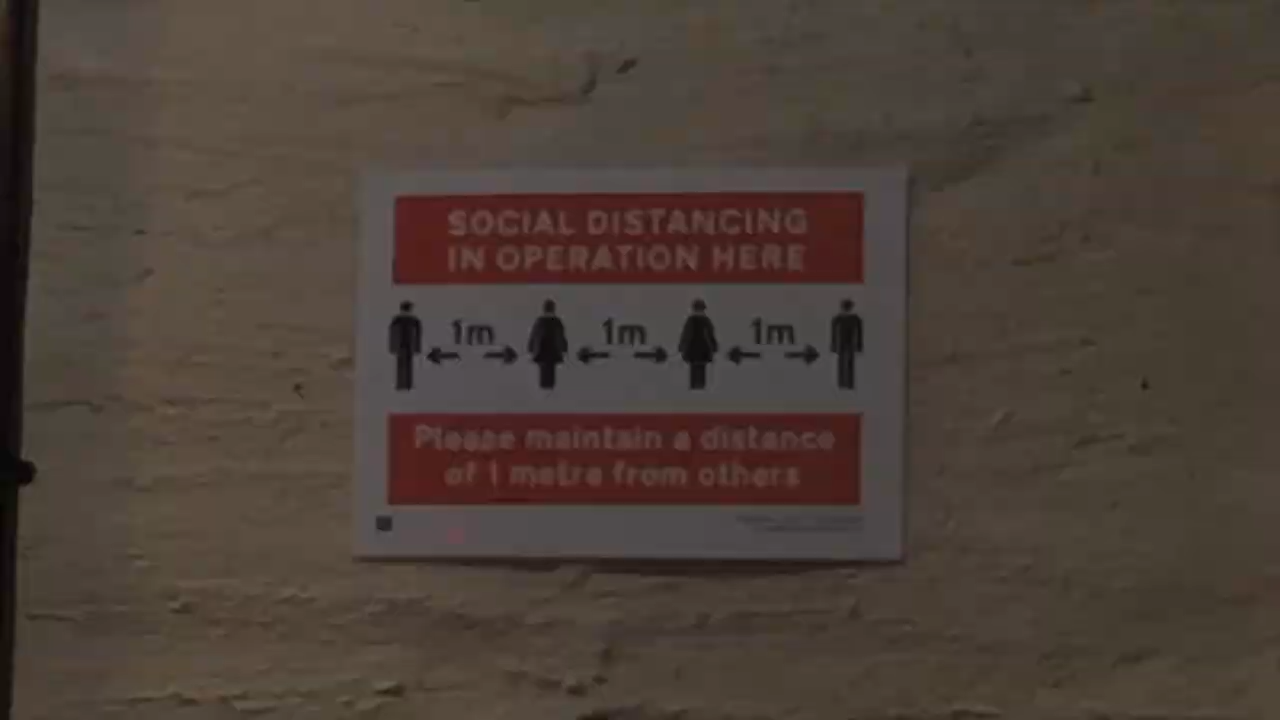 SOCIAL DISTANCING
IN OPERATION HERE
1m 1m 1m
Please maintain a distance
of 1 metre from others